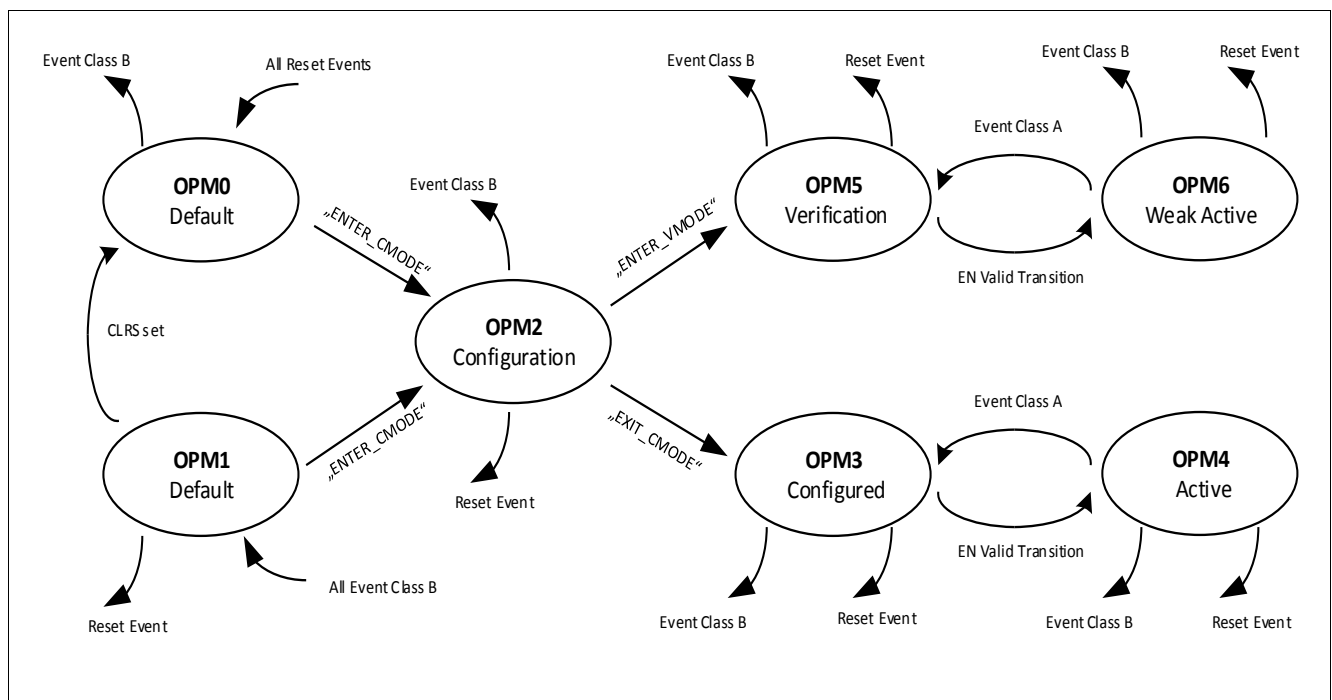 Event Class B
All Reset Events
Event Class B
Reset Event
Event Class B
Reset Event
OPM0
Default
„ENTER_CMODE“
Event Class B
OPM5
Verification
Event Class A
EN Valid Transition
OPM6
Weak Active
„ENTER_VMODE“
CLRS set
OPM2
Configuration
„ENTER_CMODE“
„EXIT_CMODE“
Reset Event
OPM1
Default
OPM3
Configured
Event Class A
EN Valid Transition
OPM4
Active
Reset Event
All Event Class B
Event Class B
Reset Event
Event Class B
Reset Event